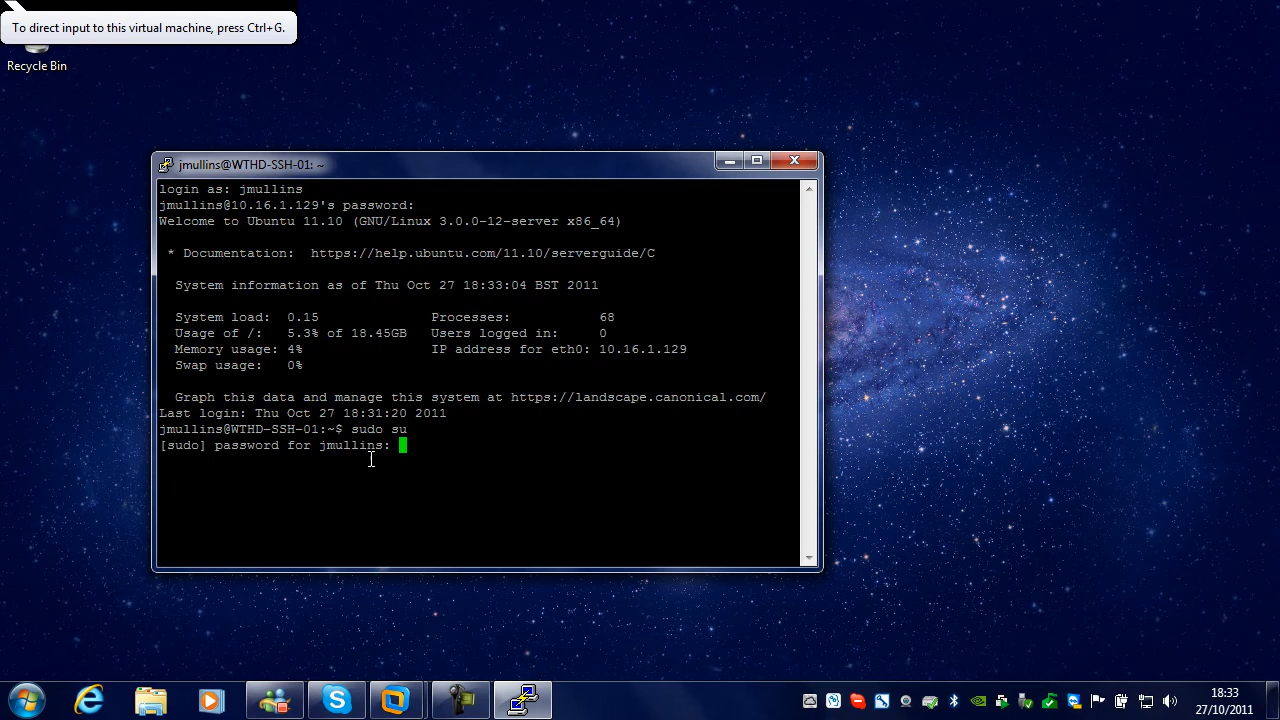 To direct input to this virtual machine, press Ctrl+G.
Recycle Bin
jmullins@WTHD-SSH-01: ~
login as: jmullins
jmullins@10.16.1.129's password:
Welcome to Ubuntu 11.10 (GNU/Linux 3.0.0-12-server x86_64)
* Documentation:  https://help.ubuntu.com/11.10/serverguide/C
System information as of Thu Oct 27 18:33:04 BST 2011
System load:  0.15               Processes:           68
Usage of /:   5.3% of 18.45GB   Users logged in:     0
Memory usage: 4%                IP address for eth0: 10.16.1.129
Swap usage:   0%
Graph this data and manage this system at https://landscape.canonical.com/
Last login: Thu Oct 27 18:31:20 2011
jmullins@WTHD-SSH-01:~$ sudo su
[sudo] password for jmullins:
18:33
27/10/2011